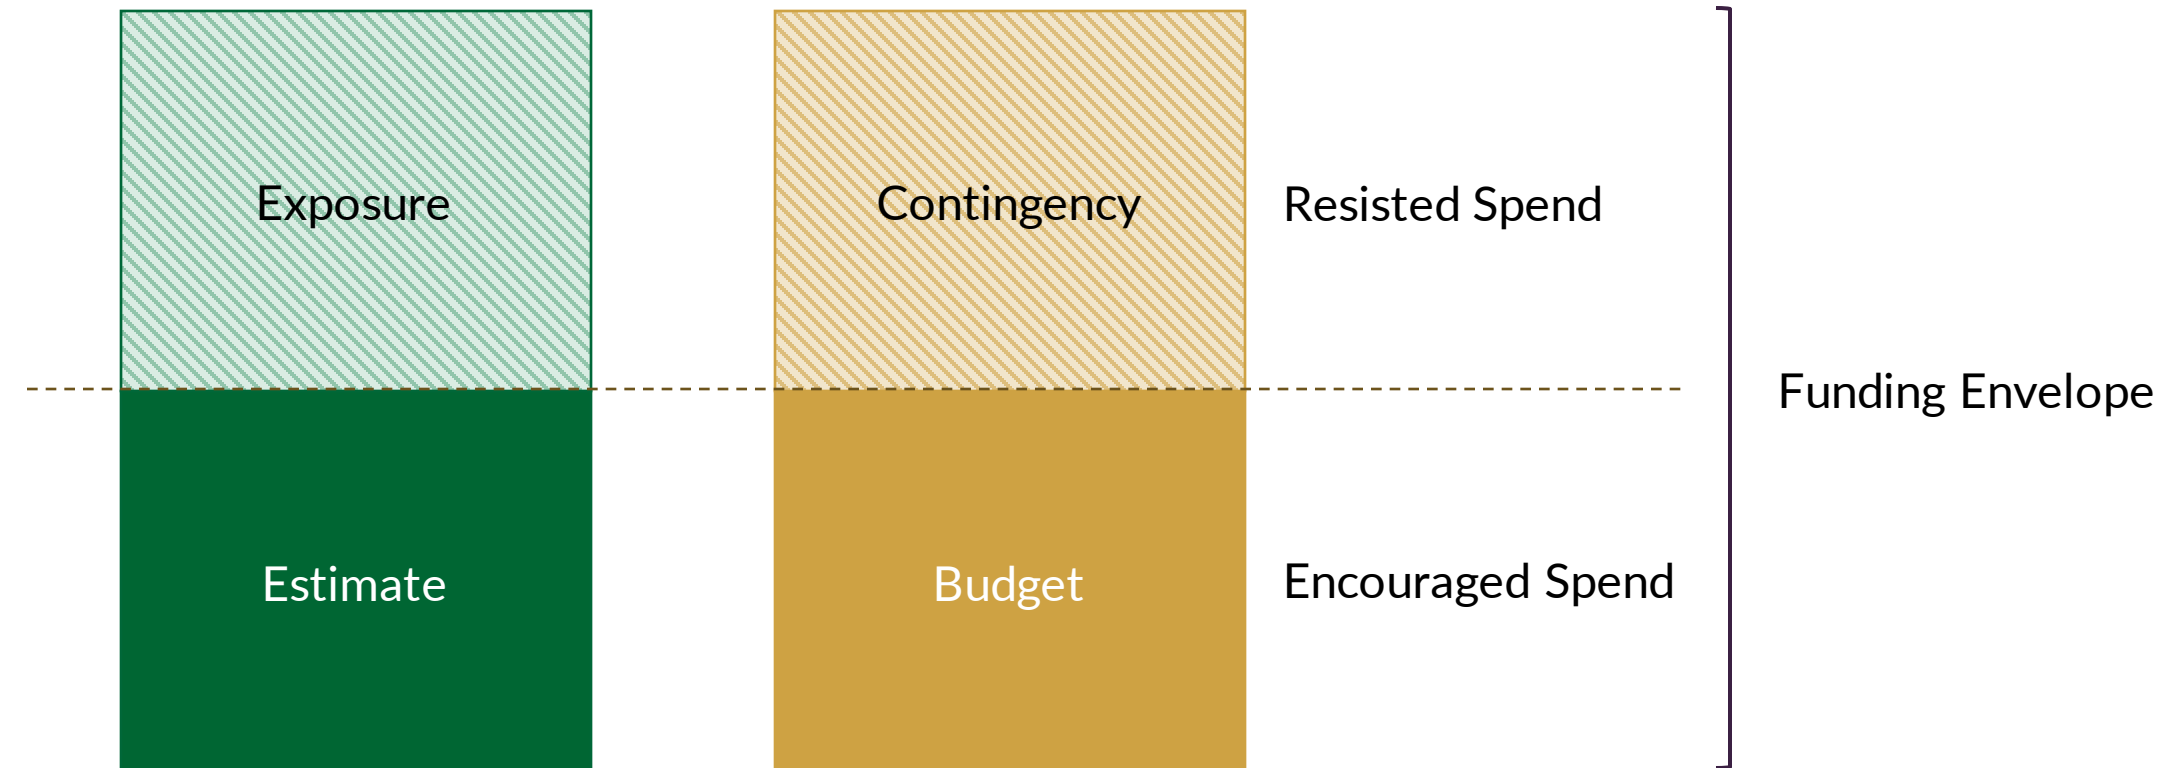 Exposure
Contingency
Resisted Spend
Funding Envelope
Estimate
Budget
Encouraged Spend